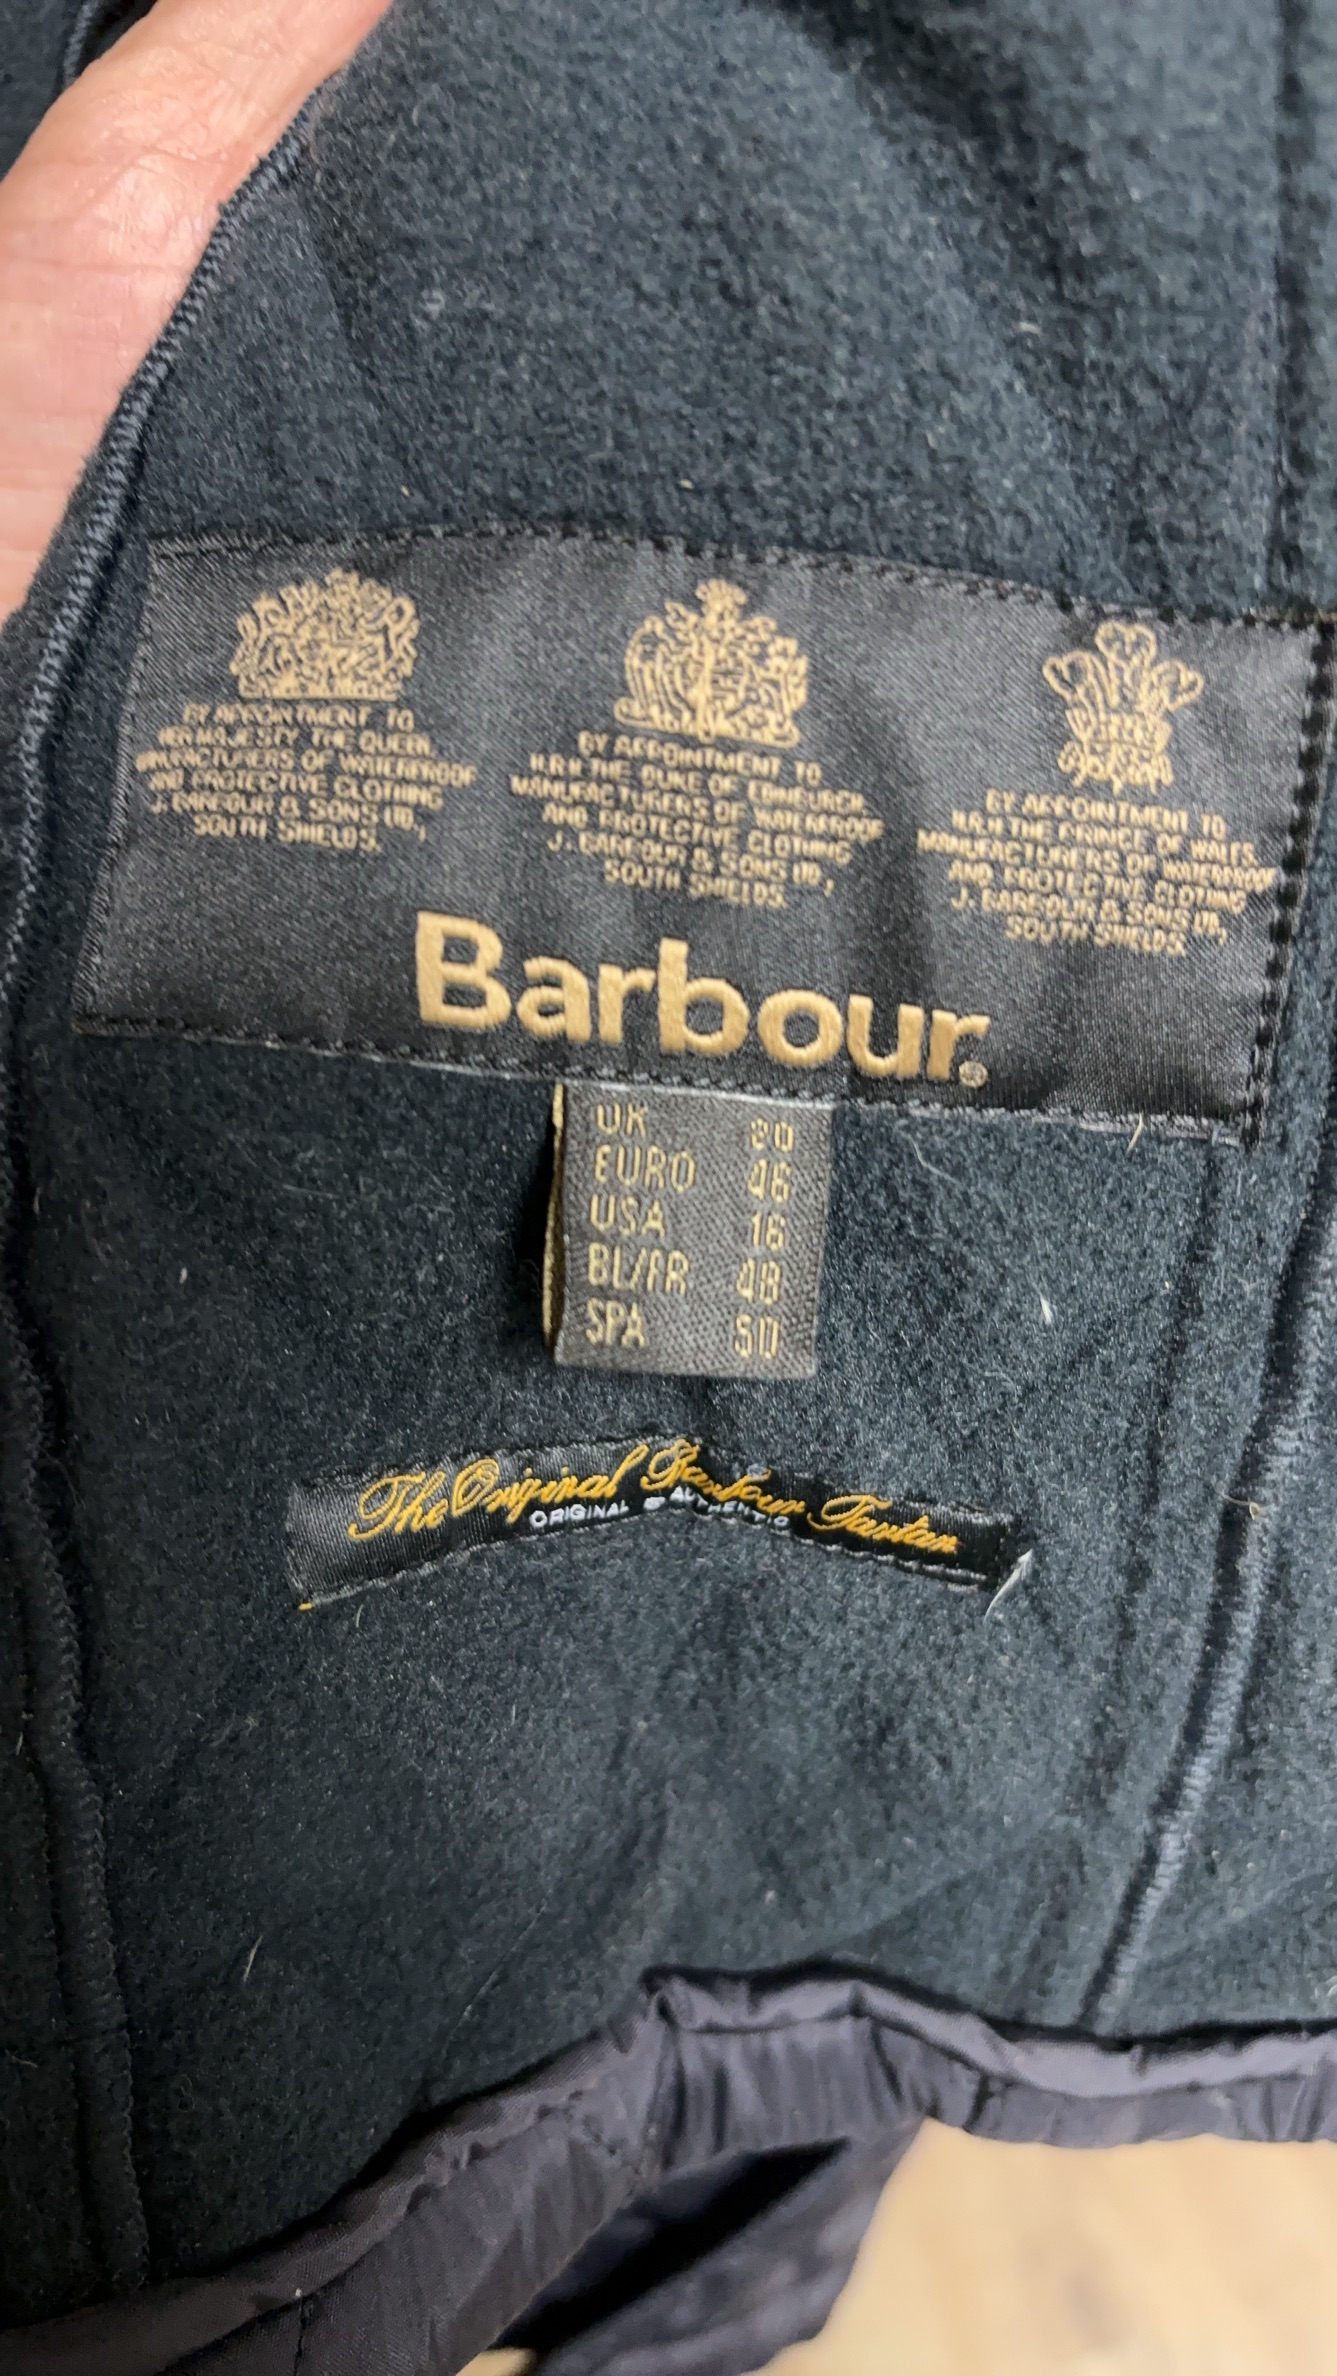 BY APPOINTMENT TO
HER MAJESTY THE QUEEN
MANUFACTURERS OF WATERPROOF
AND PROTECTIVE CLOTHING
J. BARBOUR & SONS LTD.,
SOUTH SHIELDS.
BY APPOINTMENT TO
H.R.H THE DUKE OF EDINBURGH
MANUFACTURERS OF WATERPROOF
AND PROTECTIVE CLOTHING
J. BARBOUR & SONS LTD.,
SOUTH SHIELDS.
BY APPOINTMENT TO
H.R.H THE PRINCE OF WALES
MANUFACTURERS OF WATERPROOF
AND PROTECTIVE CLOTHING
J. BARBOUR & SONS LTD.,
SOUTH SHIELDS.
Barbour.®
UK 20
EURO 46
USA 16
BL/FR 48
SPA 50
The Original Barbour Tartan
ORIGINAL & AUTHENTIC